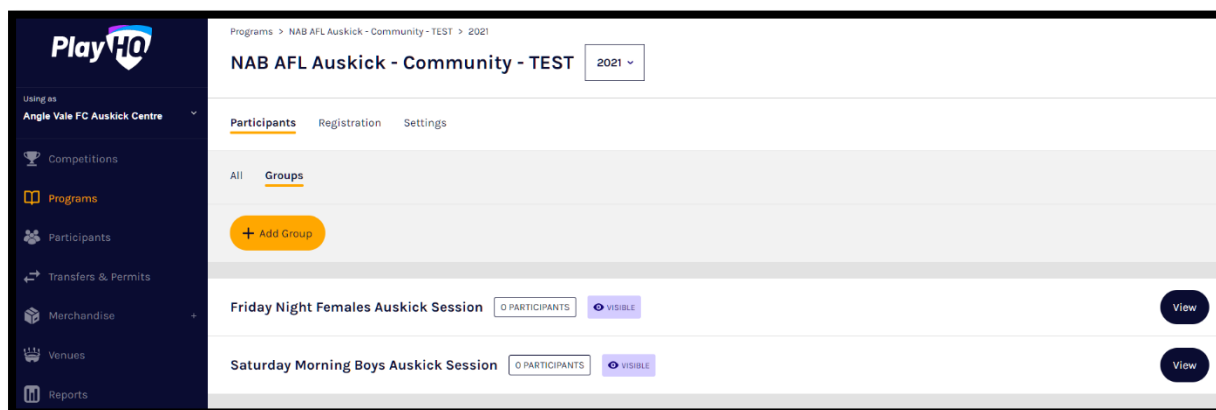 PlayHQ
Using as
Angle Vale FC Auskick Centre
Competitions
Programs
Participants
Transfers & Permits
Merchandise +
Venues
Reports
Programs > NAB AFL Auskick - Community - TEST > 2021
NAB AFL Auskick - Community - TEST 2021
Participants Registration Settings
All Groups
+ Add Group
Friday Night Females Auskick Session 0 PARTICIPANTS VISIBLE View
Saturday Morning Boys Auskick Session 0 PARTICIPANTS VISIBLE View